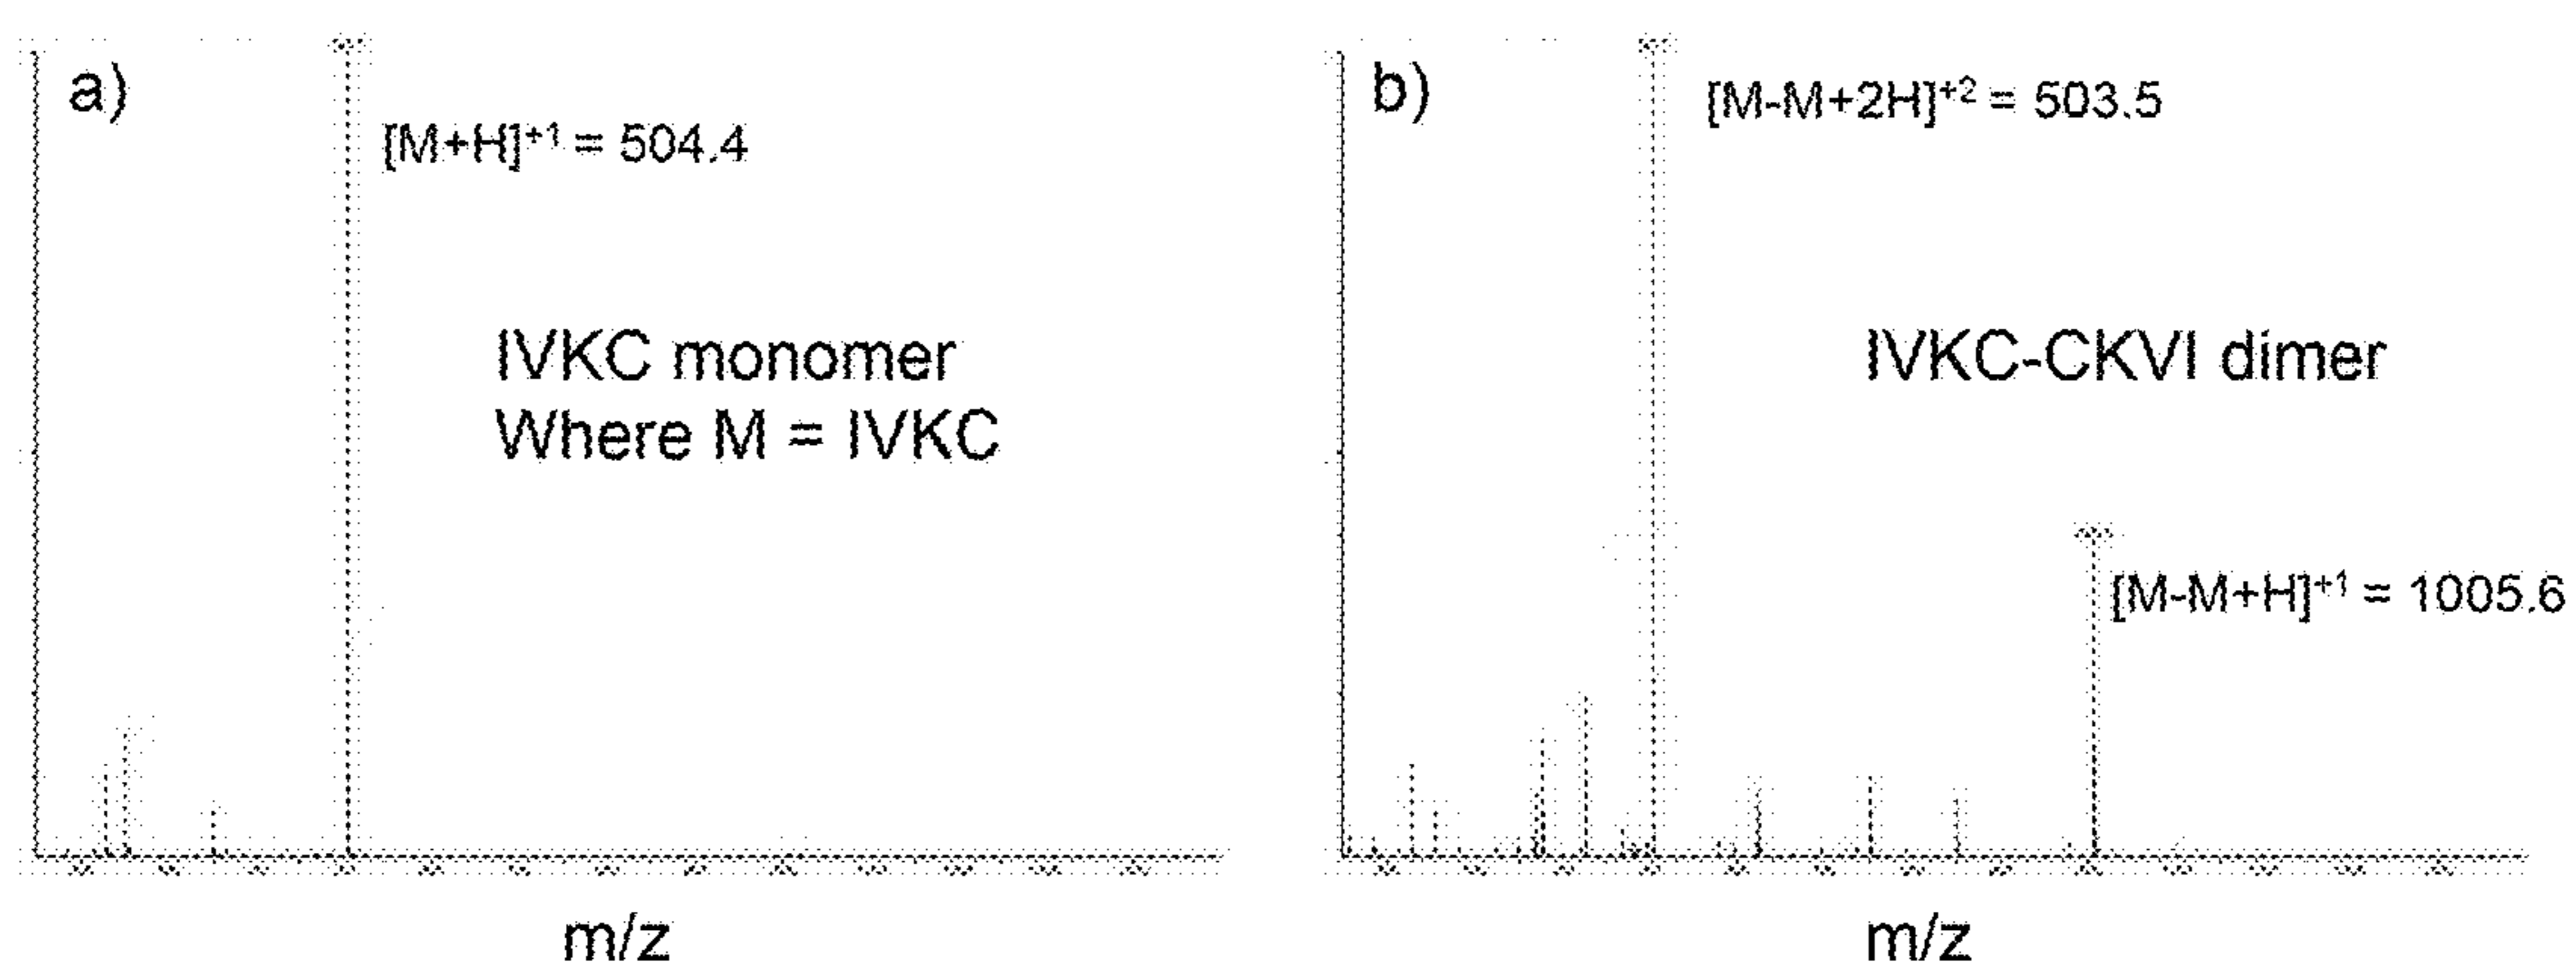 a)
[M+H]⁺¹ = 504.4
IVKC monomer
Where M = IVKC
m/z
b)
[M-M+2H]⁺² = 503.5
IVKC-CKVI dimer
[M-M+H]⁺¹ = 1005.6
m/z